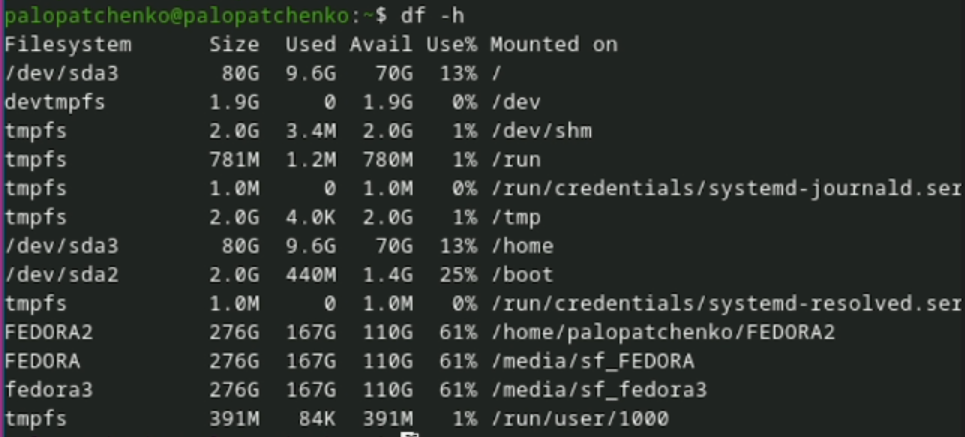 palopatchenko@palopatchenko:~$ df -h
Filesystem      Size  Used Avail Use% Mounted on
/dev/sda3        80G  9.6G   70G  13% /
devtmpfs        1.9G     0  1.9G   0% /dev
tmpfs           2.0G  3.4M  2.0G   1% /dev/shm
tmpfs           781M  1.2M  780M   1% /run
tmpfs           1.0M     0  1.0M   0% /run/credentials/systemd-journald.ser
tmpfs           2.0G  4.0K  2.0G   1% /tmp
/dev/sda3        80G  9.6G   70G  13% /home
/dev/sda2       2.0G  440M  1.4G  25% /boot
tmpfs           1.0M     0  1.0M   0% /run/credentials/systemd-resolved.ser
FEDORA2         276G  167G  110G  61% /home/palopatchenko/FEDORA2
FEDORA          276G  167G  110G  61% /media/sf_FEDORA
fedora3         276G  167G  110G  61% /media/sf_fedora3
tmpfs           391M   84K  391M   1% /run/user/1000